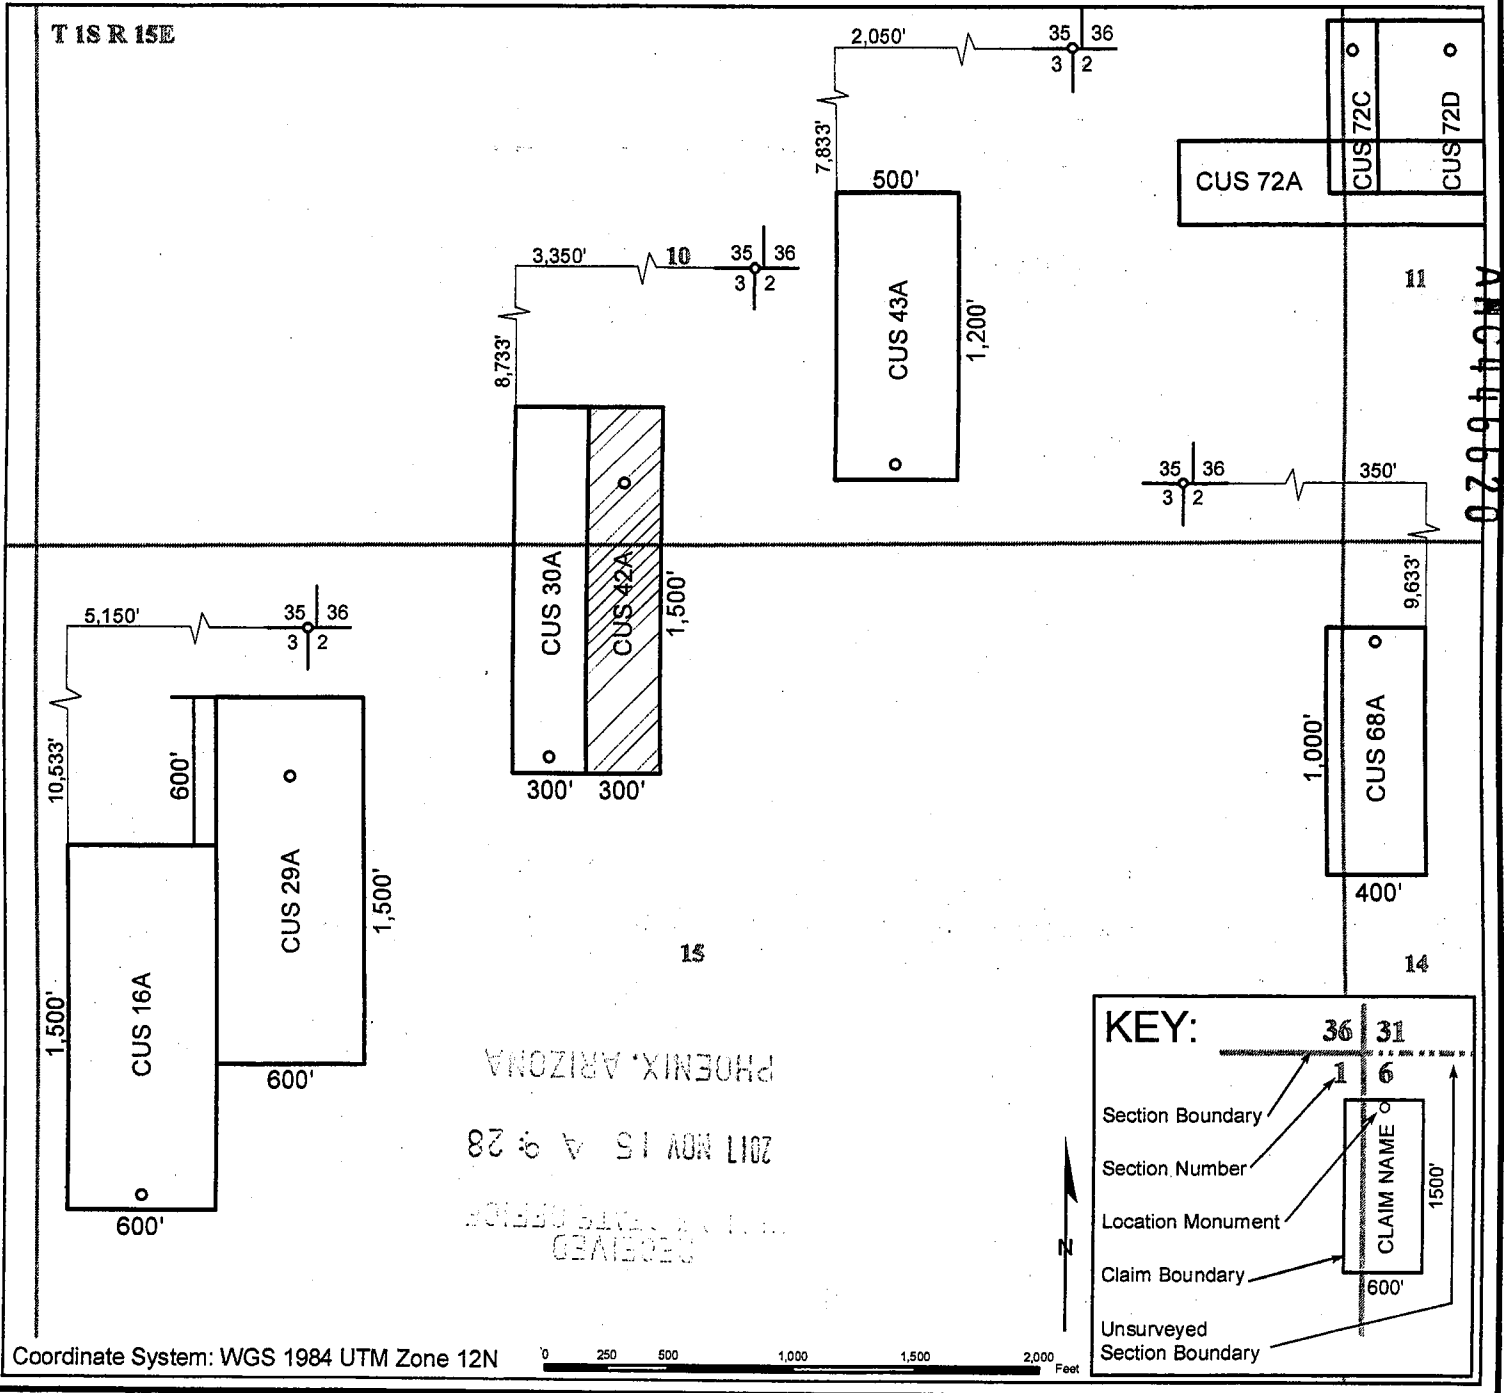 T 1S R 15E
2,050'
35 36
3 2
7,833'
500'
CUS 43A
1,200'
CUS 72A
CUS 72C
CUS 72D
11
3,350'
10
35 36
3 2
8,733'
CUS 30A
CUS 42A
1,500'
300'
300'
35 36
3 2
350'
9,633'
CUS 68A
1,000'
400'
5,150'
35 36
3 2
10,533'
600'
CUS 29A
1,500'
600'
CUS 16A
1,500'
600'
15
14
PHOENIX, ARIZONA
2017 NOV 15 A 9:28
RECEIVED
KEY:
36 31
1 6
Section Boundary
Section Number
Location Monument
Claim Boundary
Unsurveyed
Section Boundary
CLAIM NAME
1500'
600'
N
Coordinate System: WGS 1984 UTM Zone 12N
0 250 500 1,000 1,500 2,000
Feet